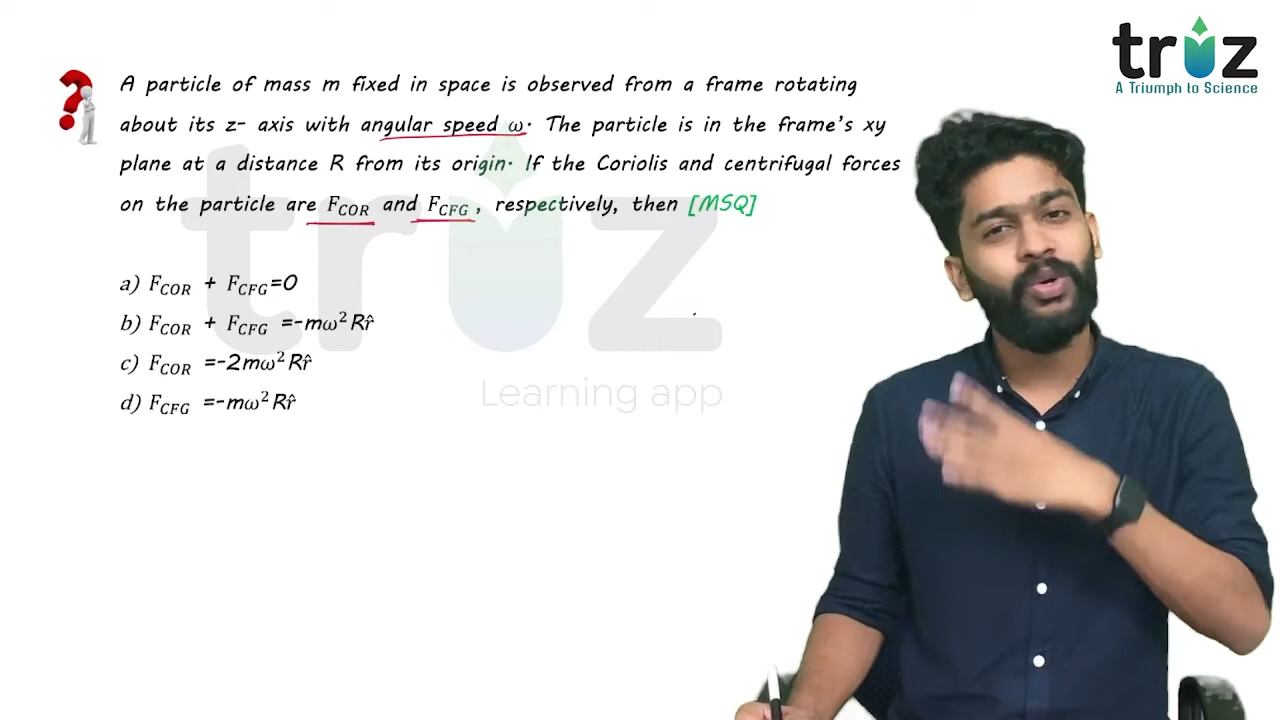 truz
A Triumph to Science
A particle of mass m fixed in space is observed from a frame rotating
about its z- axis with angular speed ω. The particle is in the frame's xy
plane at a distance R from its origin. If the Coriolis and centrifugal forces
on the particle are F_COR and F_CFG , respectively, then [MSQ]
a) F_COR + F_CFG=0
b) F_COR + F_CFG =-mω²Rr̂
c) F_COR =-2mω²Rr̂
d) F_CFG =-mω²Rr̂
truz
Learning app